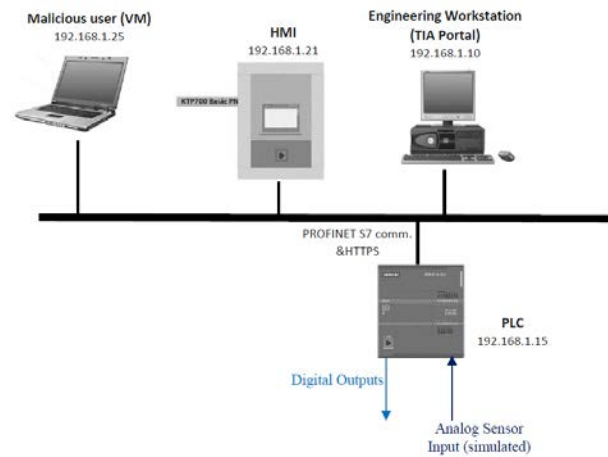 Malicious user (VM)
192.168.1.25
HMI
192.168.1.21
Engineering Workstation
(TIA Portal)
192.168.1.10
KTP700 Basic PN
PROFINET S7 comm.
&HTTPS
PLC
192.168.1.15
Digital Outputs
Analog Sensor
Input (simulated)